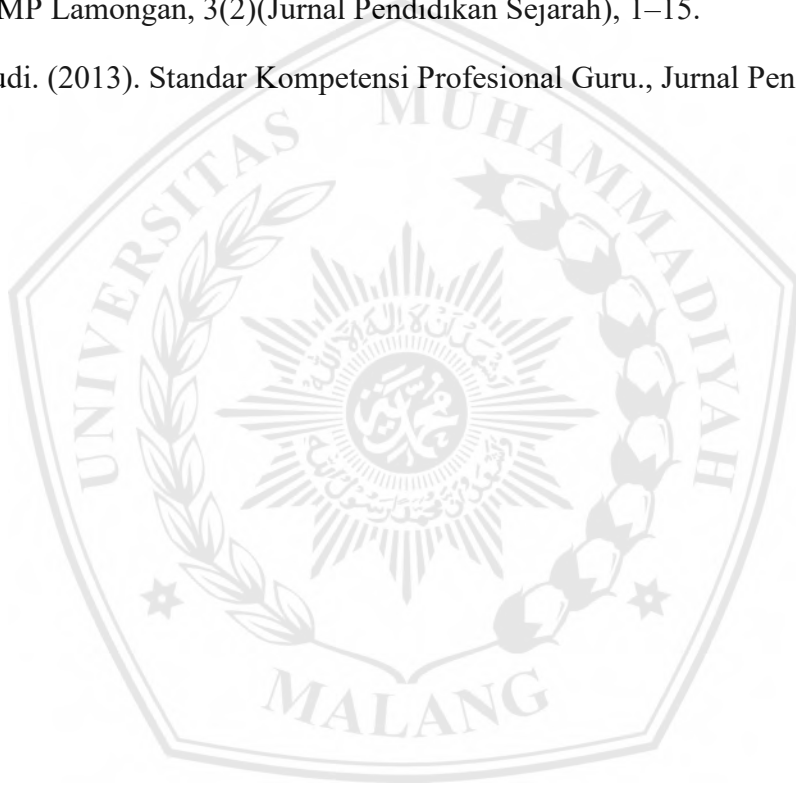 MP Lamongan, 3(2)(Jurnal Pendidikan Sejarah), 1–15.
udi. (2013). Standar Kompetensi Profesional Guru., Jurnal Pen
UNIVERSITAS MUHAMMADIYAH
MALANG